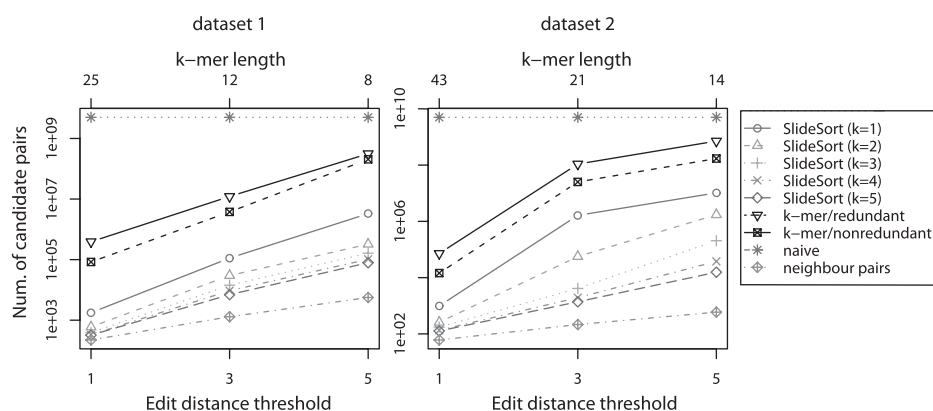 dataset 1
k−mer length
25 12 8
Num. of candidate pairs
1e+09
1e+07
1e+05
1e+03
1 3 5
Edit distance threshold
dataset 2
k−mer length
43 21 14
1e+10
1e+06
1e+02
1 3 5
Edit distance threshold
SlideSort (k=1)
SlideSort (k=2)
SlideSort (k=3)
SlideSort (k=4)
SlideSort (k=5)
k−mer/redundant
k−mer/nonredundant
naive
neighbour pairs